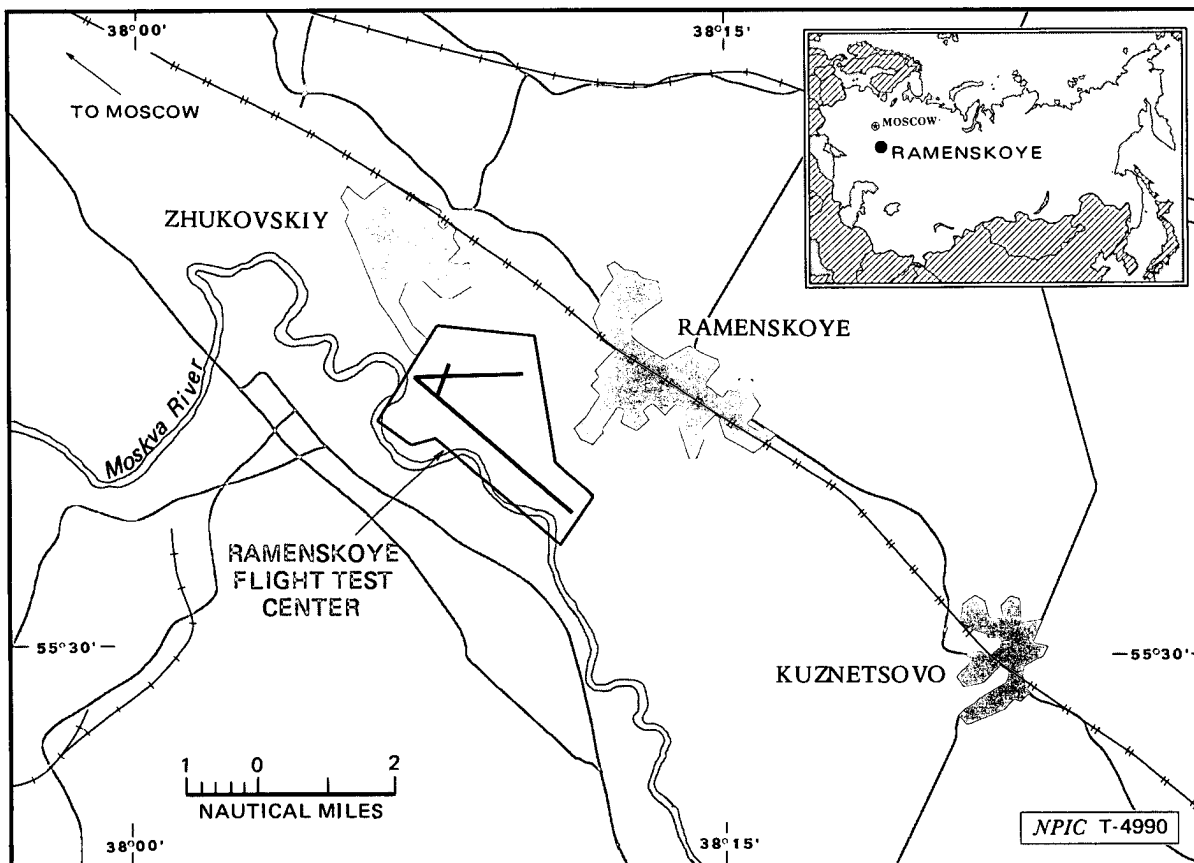 38°00'
38°15'
TO MOSCOW
MOSCOW
RAMENSKOYE
ZHUKOVSKIY
RAMENSKOYE
Moskva River
RAMENSKOYE
FLIGHT TEST
CENTER
55°30'
55°30'
KUZNETSOVO
1 0 2
NAUTICAL MILES
NPIC T-4990
38°00'
38°15'